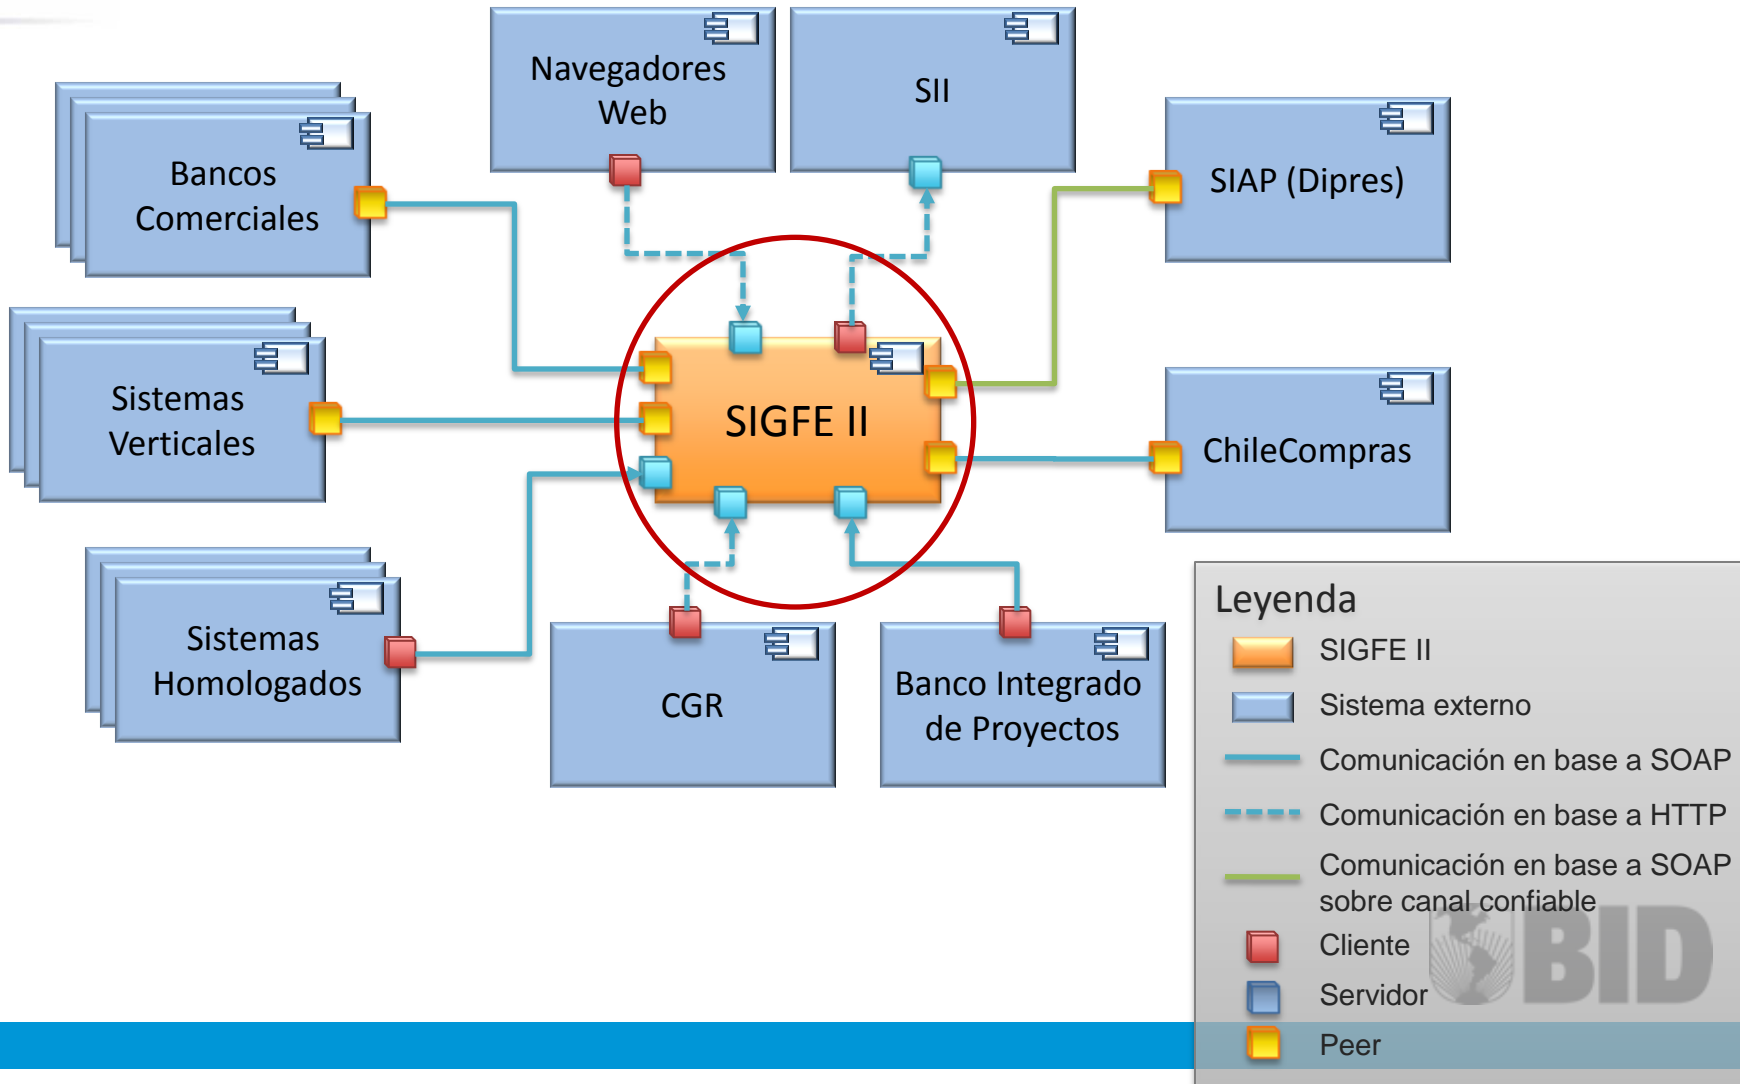 Navegadores
Web
SII
Bancos
Comerciales
SIAP (Dipres)
Sistemas
Verticales
SIGFE II
ChileCompras
Sistemas
Homologados
CGR
Banco Integrado
de Proyectos
Leyenda
SIGFE II
Sistema externo
Comunicación en base a SOAP
Comunicación en base a HTTP
Comunicación en base a SOAP
sobre canal confiable
Cliente
Servidor
Peer
BID